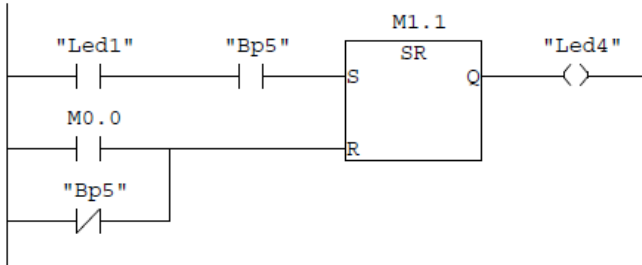 M1.1
"Led1" "Bp5" SR "Led4"
S Q
M0.0
R
"Bp5"